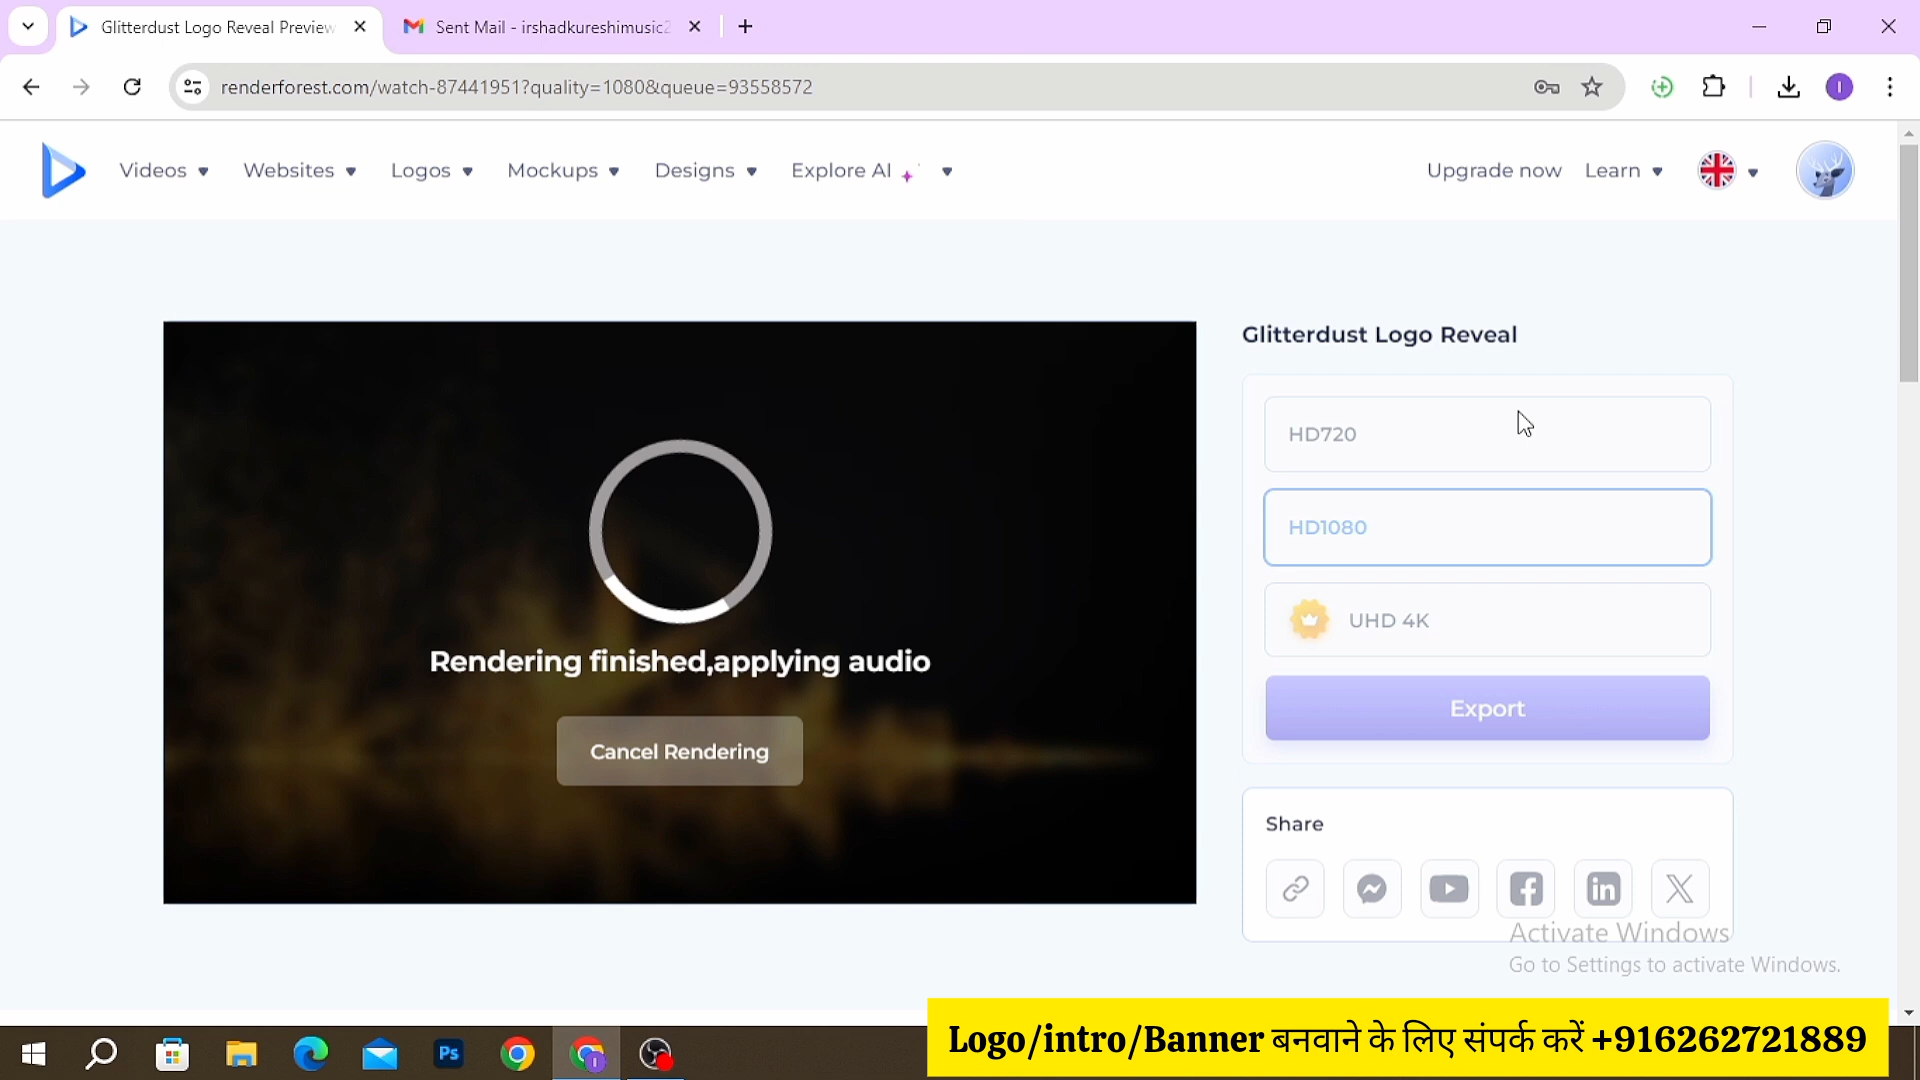 Glitterdust Logo Reveal Preview
Sent Mail - irshadkureshimusic2
renderforest.com/watch-87441951?quality=1080&queue=93558572
I
Videos
Websites
Logos
Mockups
Designs
Explore AI
Upgrade now
Learn
Glitterdust Logo Reveal
HD720
HD1080
UHD 4K
Export
Rendering finished,applying audio
Cancel Rendering
Share
Activate Windows
Go to Settings to activate Windows.
Ps
Logo/intro/Banner बनवाने के लिए संपर्क करें +916262721889